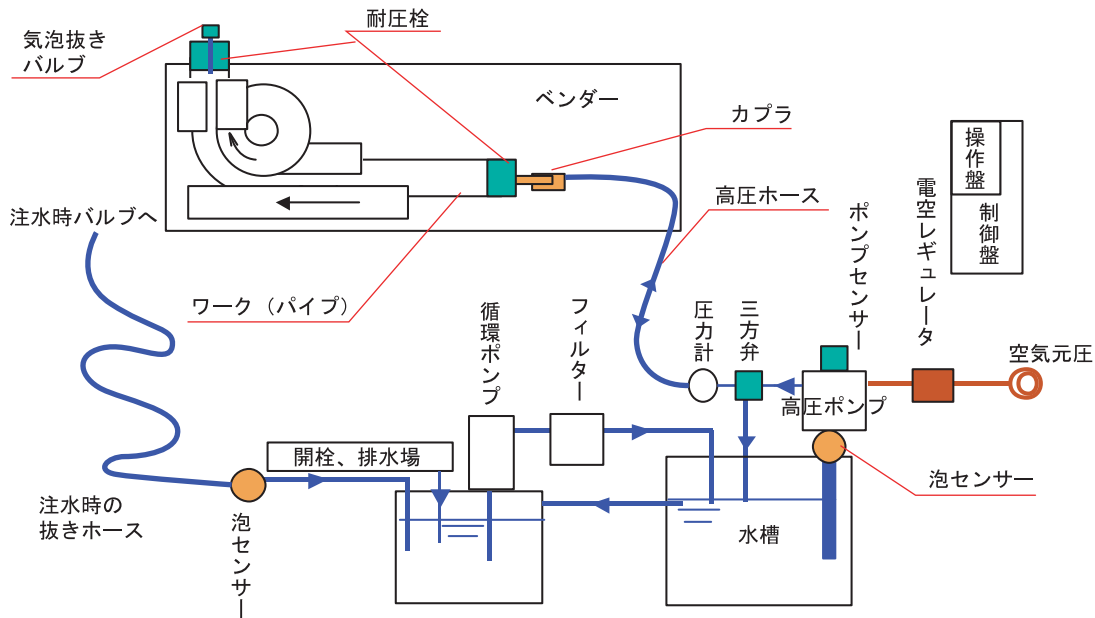 気泡抜き
バルブ
耐圧栓
ベンダー
カプラ
操作盤
制御盤
電空レギュレータ
ポンプセンサー
高圧ホース
注水時バルブへ
ワーク（パイプ）
循環ポンプ
フィルター
圧力計
三方弁
空気元圧
高圧ポンプ
開栓、排水場
泡センサー
注水時の
抜きホース
泡センサー
水槽